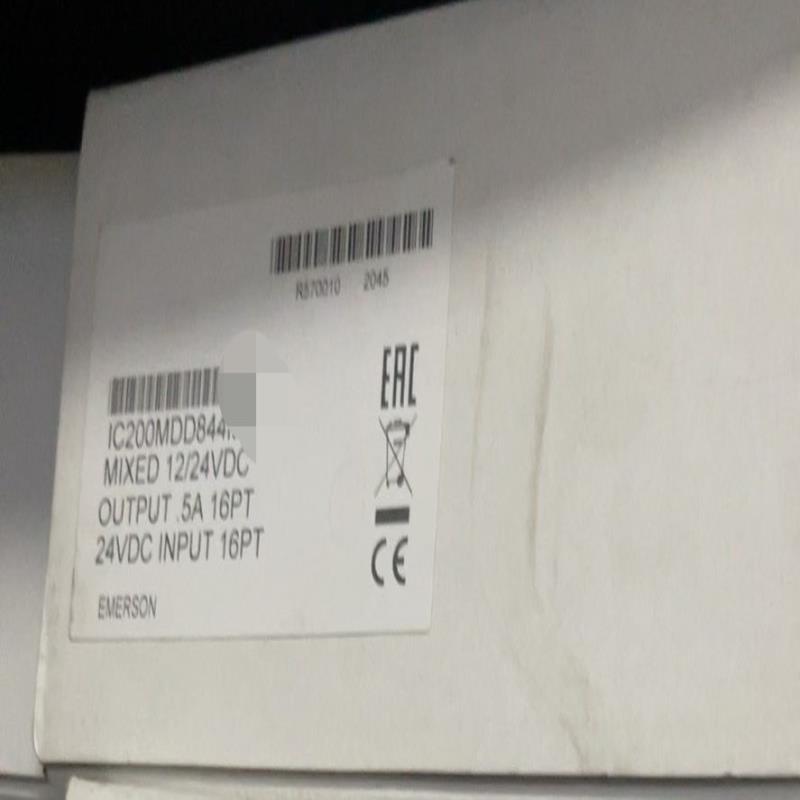 R570010 2045
EAC
IC200MDD844
MIXED 12/24VDC
OUTPUT .5A 16PT
24VDC INPUT 16PT
CE
EMERSON